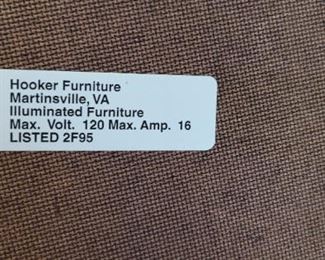 Hooker Furniture
Martinsville, VA
Illuminated Furniture
Max. Volt. 120 Max. Amp. 16
LISTED 2F95